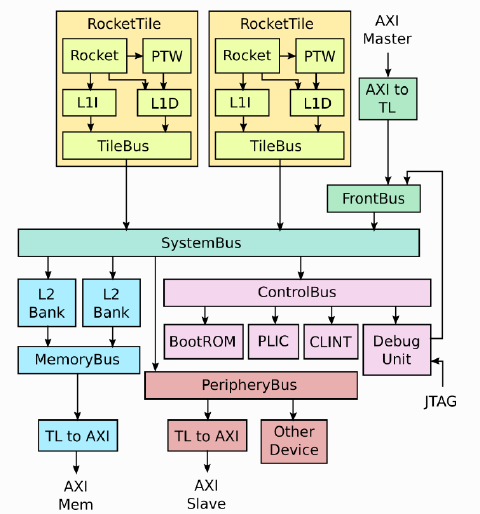 RocketTile
RocketTile
AXI
Master
Rocket
PTW
Rocket
PTW
AXI to
TL
L1I
L1D
L1I
L1D
TileBus
TileBus
FrontBus
SystemBus
L2
Bank
L2
Bank
ControlBus
BootROM
PLIC
CLINT
Debug
Unit
MemoryBus
PeripheryBus
JTAG
TL to AXI
TL to AXI
Other
Device
AXI
Mem
AXI
Slave